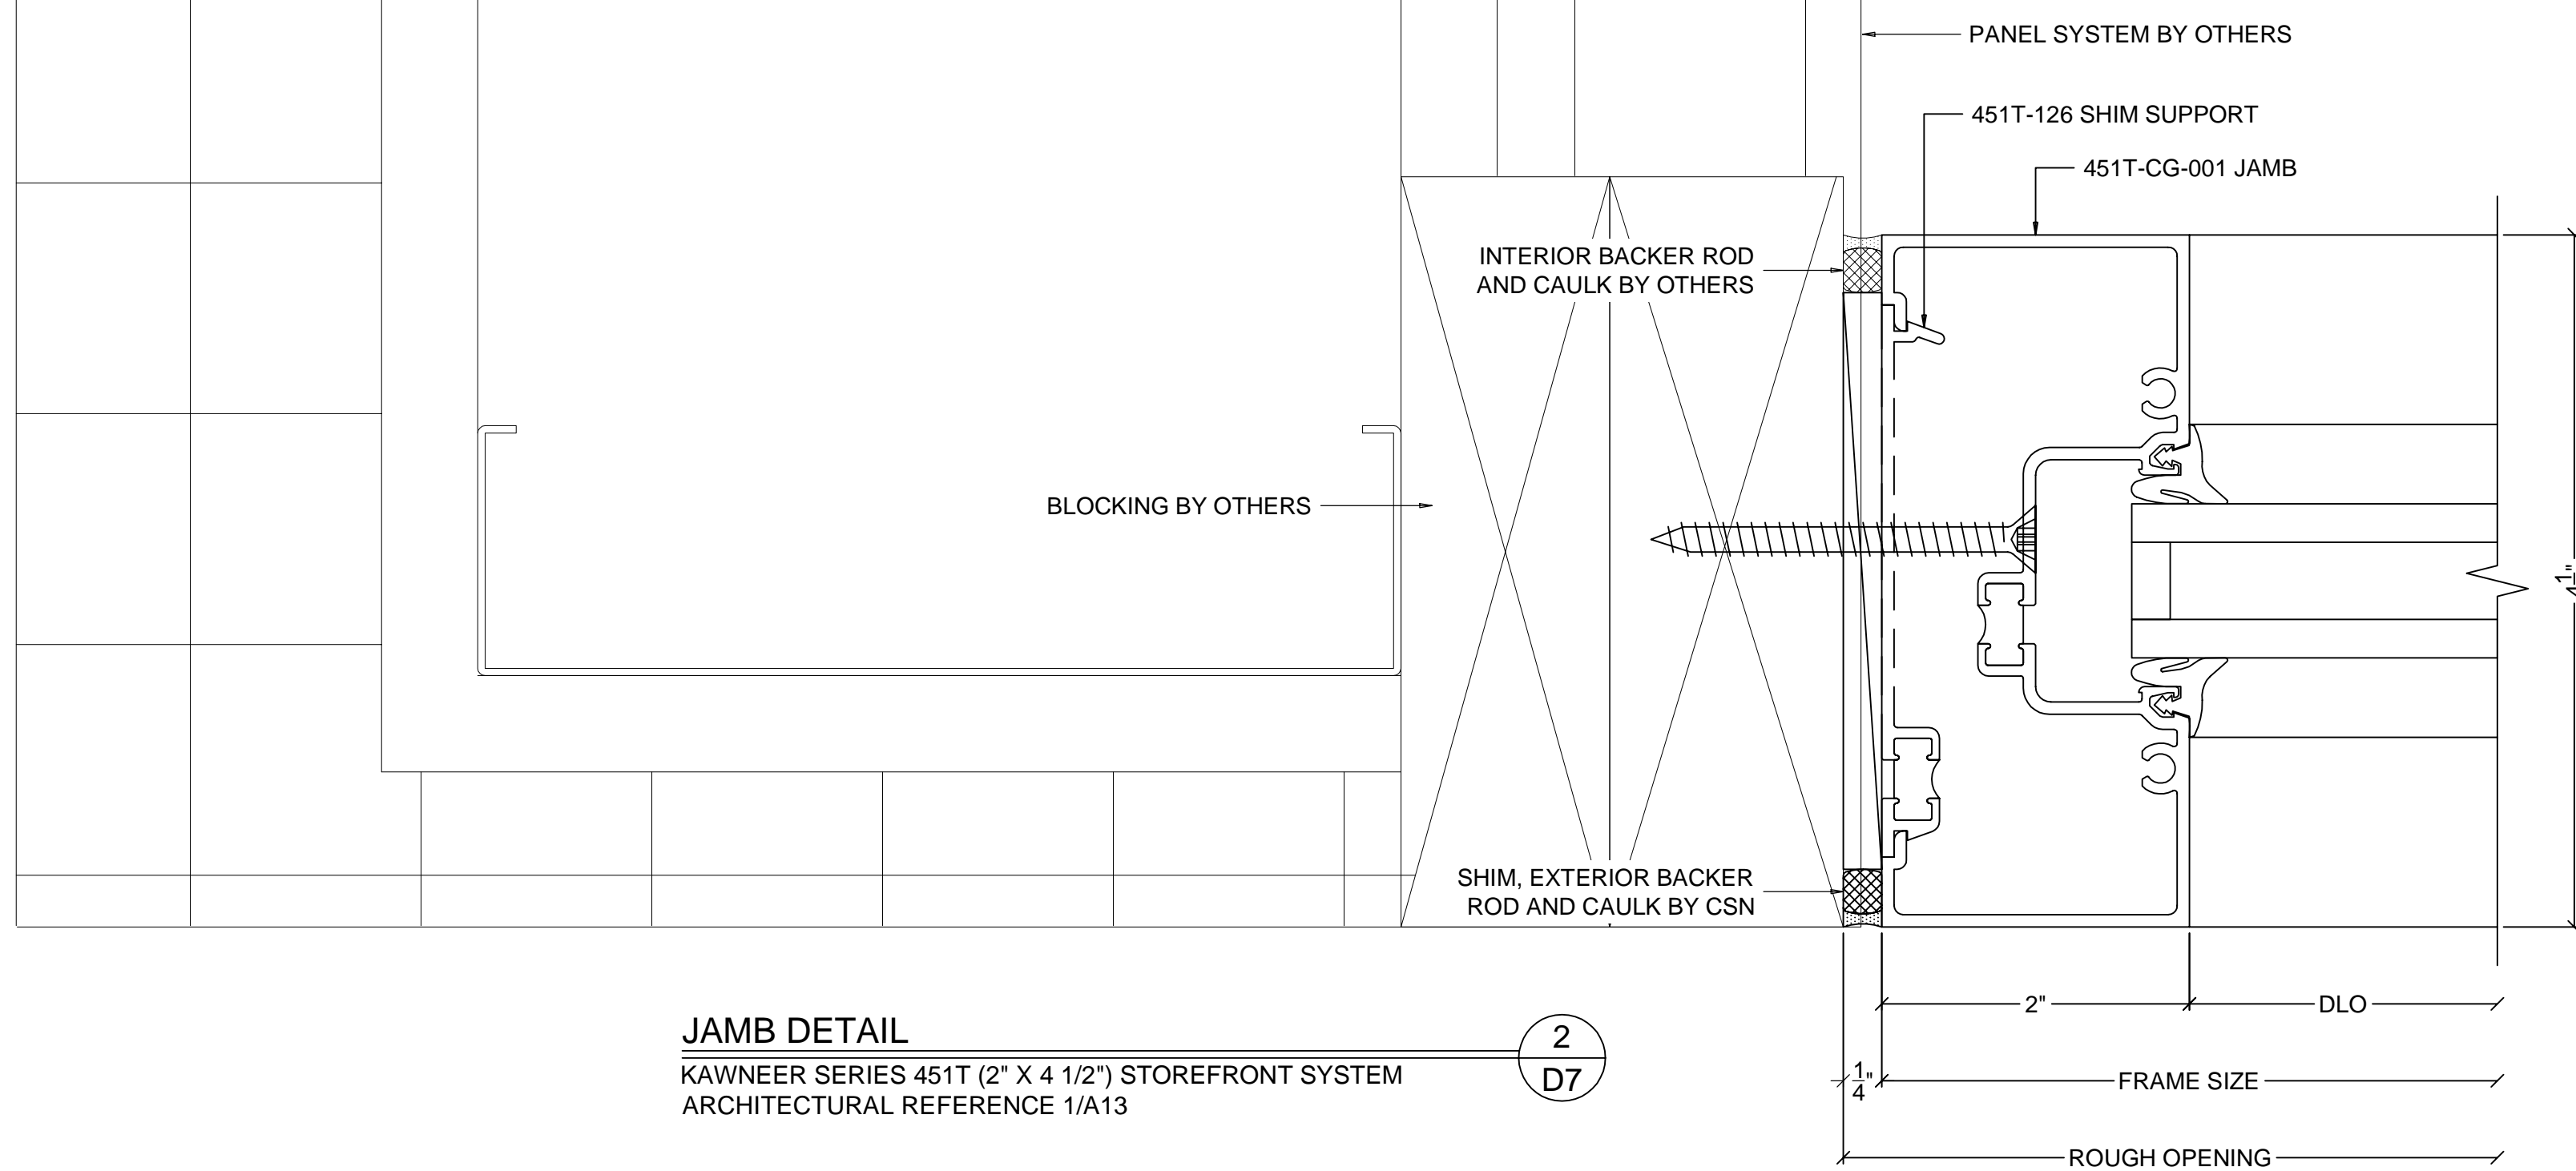 PANEL SYSTEM BY OTHERS
451T-126 SHIM SUPPORT
451T-CG-001 JAMB
INTERIOR BACKER ROD
AND CAULK BY OTHERS
BLOCKING BY OTHERS
SHIM, EXTERIOR BACKER
ROD AND CAULK BY CSN
2"
DLO
1/4"
FRAME SIZE
ROUGH OPENING
JAMB DETAIL
2
D7
KAWNEER SERIES 451T (2" X 4 1/2") STOREFRONT SYSTEM
ARCHITECTURAL REFERENCE 1/A13